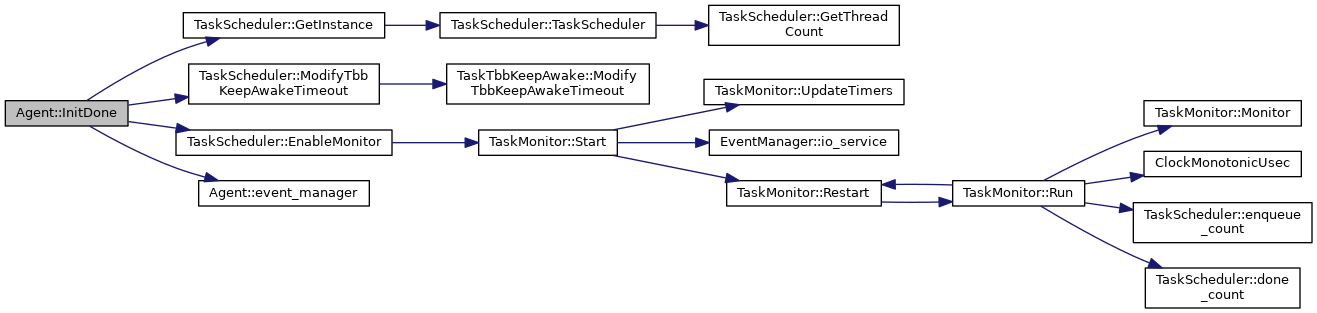 Agent::InitDone
TaskScheduler::GetInstance
TaskScheduler::TaskScheduler
TaskScheduler::GetThread
Count
TaskScheduler::ModifyTbb
KeepAwakeTimeout
TaskTbbKeepAwake::Modify
TbbKeepAwakeTimeout
TaskScheduler::EnableMonitor
TaskMonitor::Start
TaskMonitor::UpdateTimers
EventManager::io_service
TaskMonitor::Restart
TaskMonitor::Run
TaskMonitor::Monitor
ClockMonotonicUsec
TaskScheduler::enqueue
_count
TaskScheduler::done
_count
Agent::event_manager